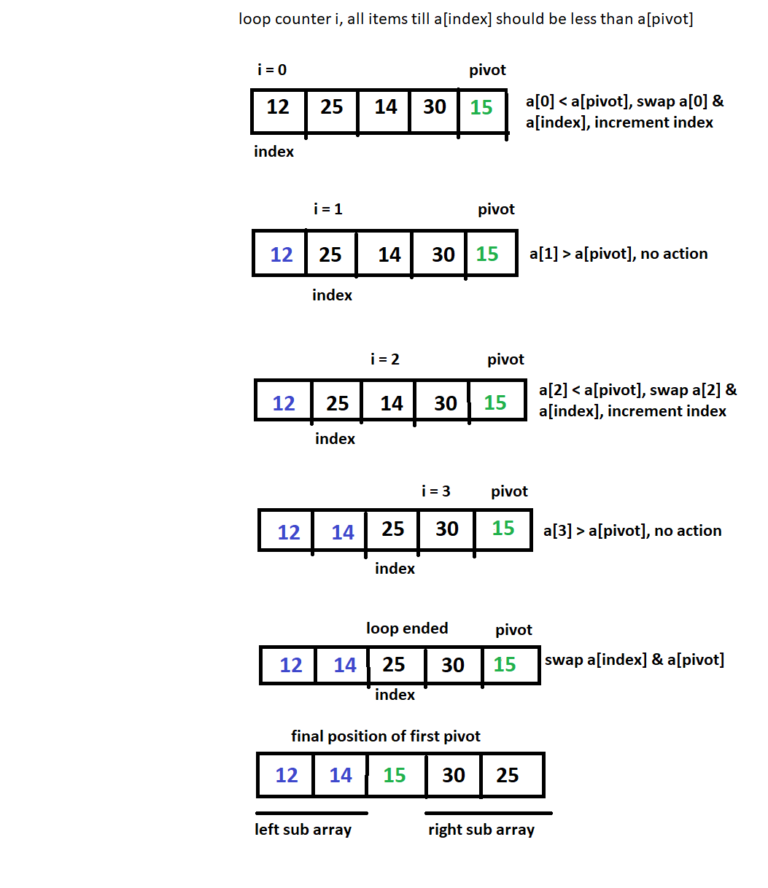 loop counter i, all items till a[index] should be less than a[pivot]
i = 0 pivot
12 25 14 30 15
a[0] < a[pivot], swap a[0] &
a[index], increment index
index
i = 1 pivot
12 25 14 30 15
a[1] > a[pivot], no action
index
i = 2 pivot
12 25 14 30 15
a[2] < a[pivot], swap a[2] &
a[index], increment index
index
i = 3 pivot
12 14 25 30 15
a[3] > a[pivot], no action
index
loop ended pivot
12 14 25 30 15
swap a[index] & a[pivot]
index
final position of first pivot
12 14 15 30 25
left sub array right sub array